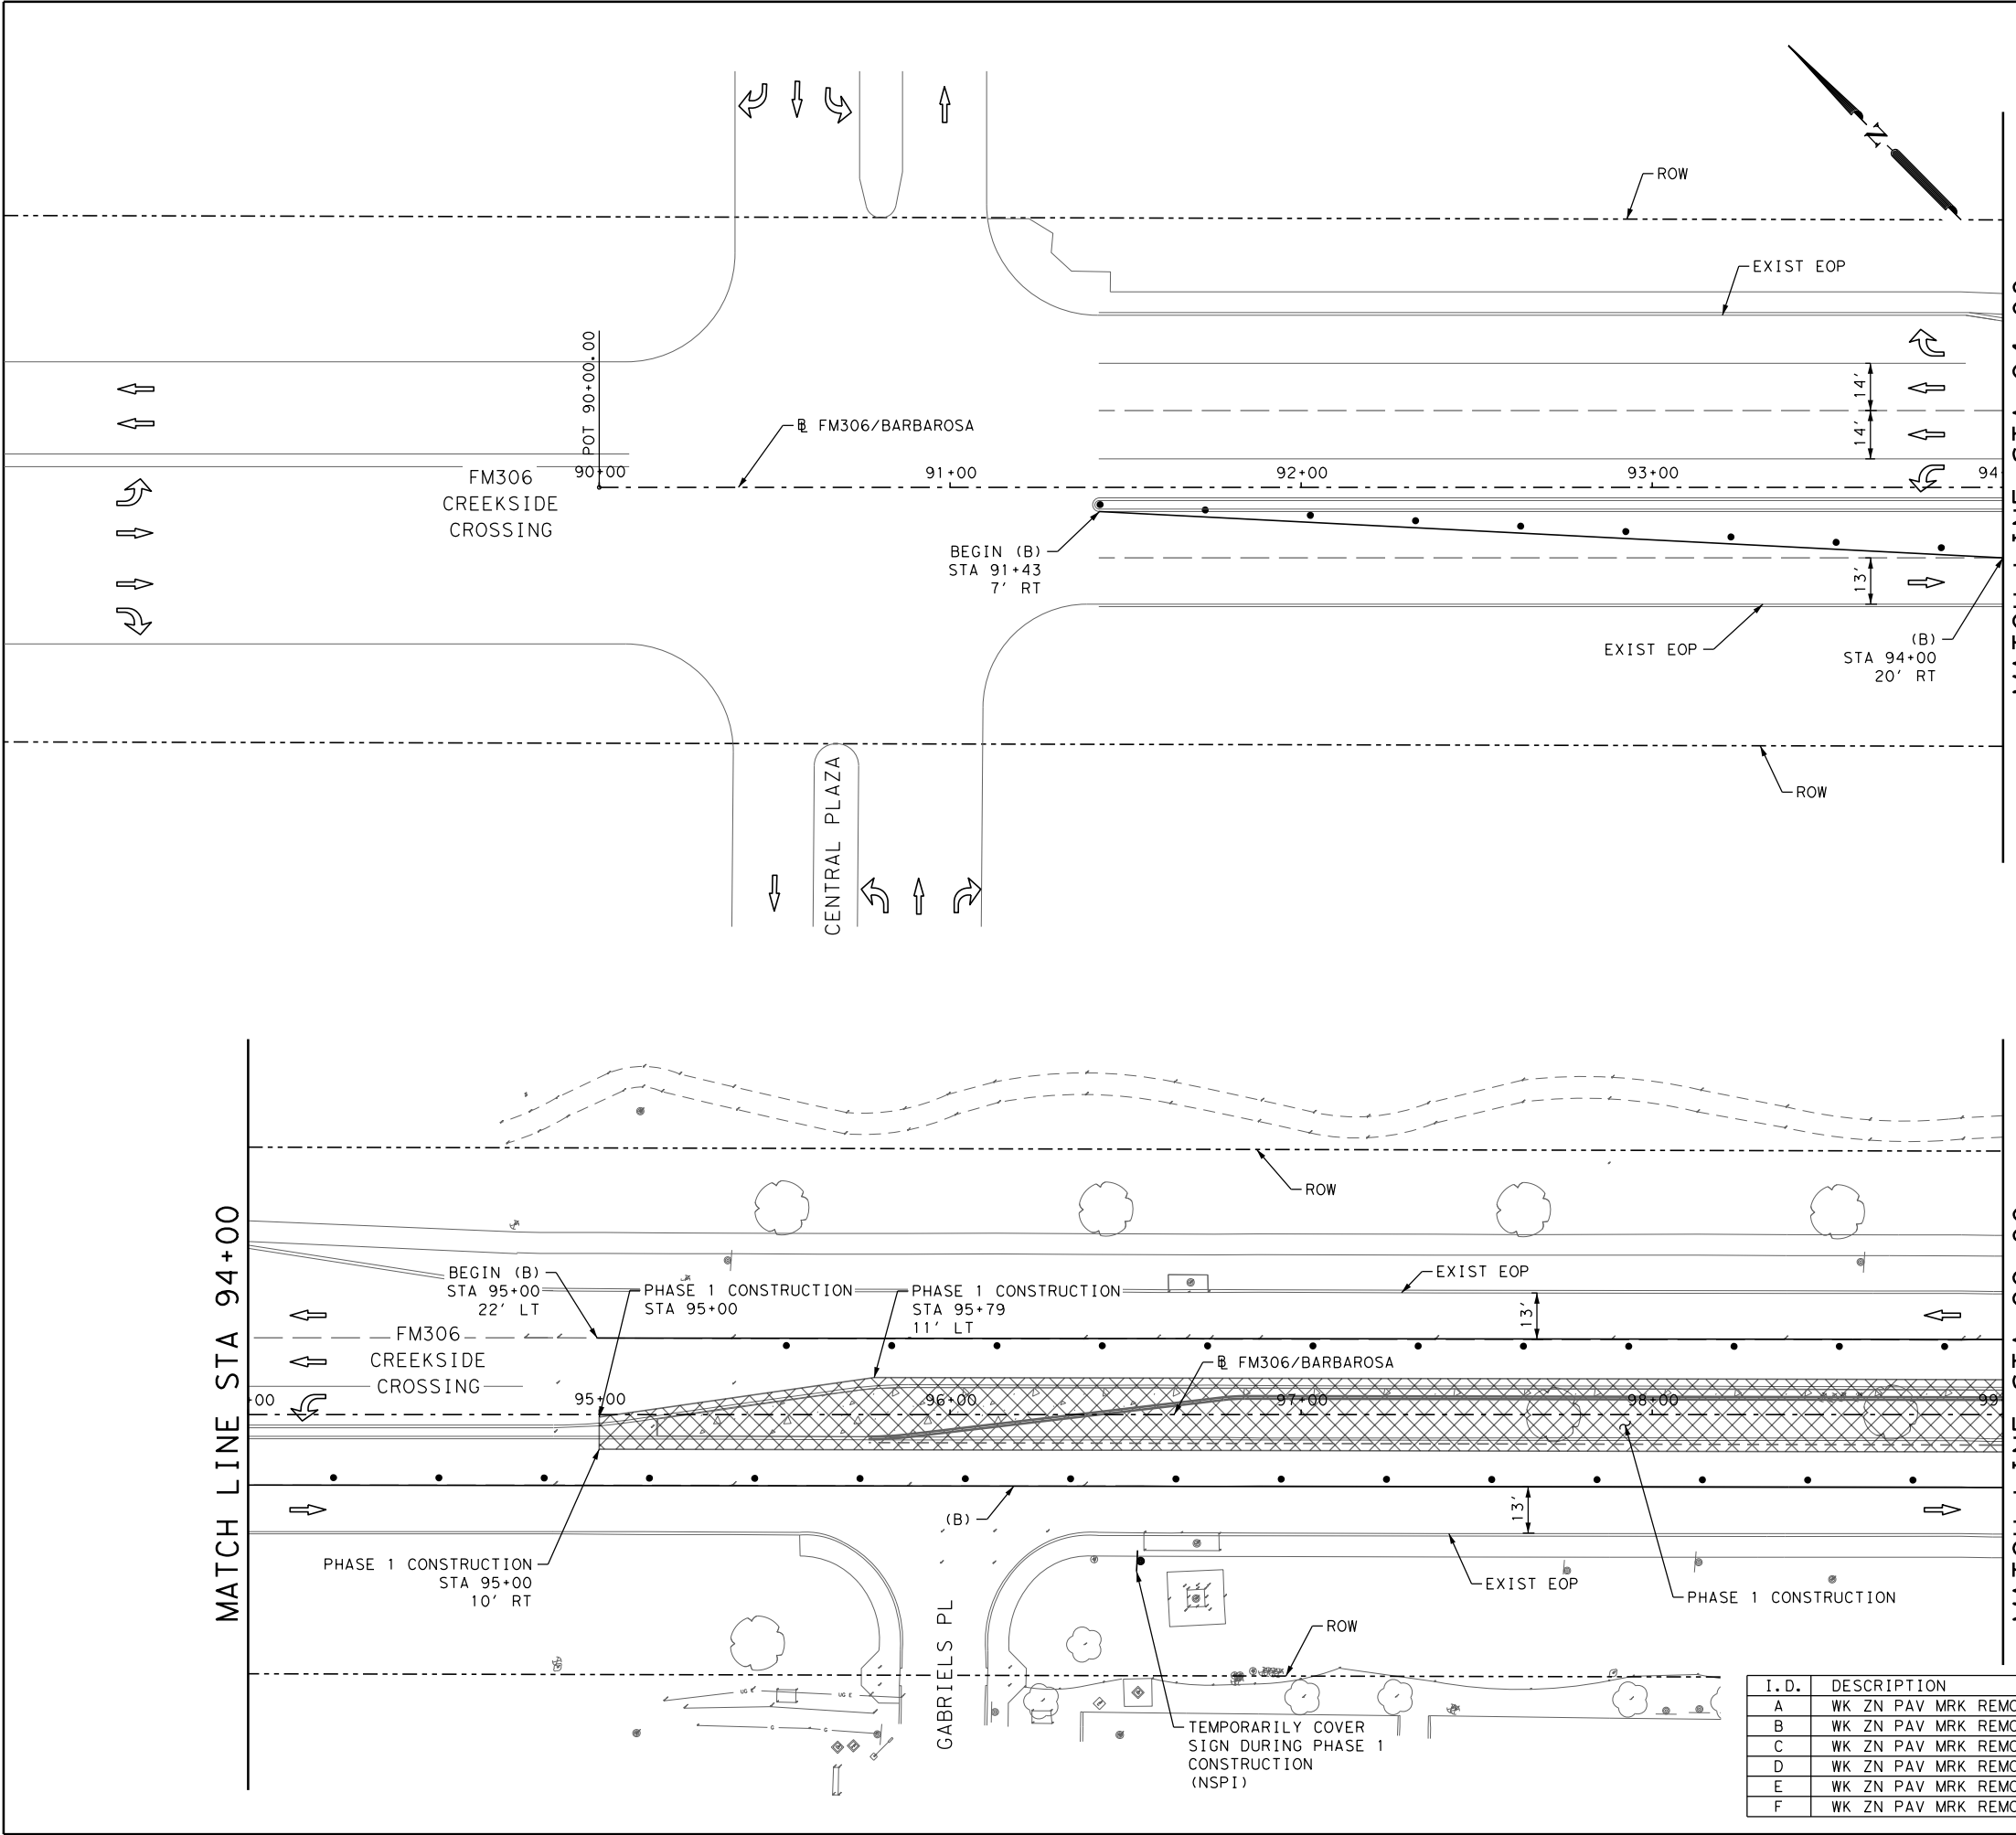 N
ROW
EXIST EOP
POT 90+00.00
14'
14'
℄ FM306/BARBAROSA
FM306
CREEKSIDE
CROSSING
90+00
91+00
92+00
93+00
94
BEGIN (B)
STA 91+43
7' RT
13'
EXIST EOP
(B)
STA 94+00
20' RT
ROW
CENTRAL PLAZA
MATCH LINE STA 94+00
ROW
BEGIN (B)
STA 95+00
22' LT
PHASE 1 CONSTRUCTION
STA 95+00
PHASE 1 CONSTRUCTION
STA 95+79
11' LT
EXIST EOP
13'
FM306
CREEKSIDE
CROSSING
℄ FM306/BARBAROSA
+00
95+00
96+00
97+00
98+00
99
(B)
13'
PHASE 1 CONSTRUCTION
STA 95+00
10' RT
EXIST EOP
PHASE 1 CONSTRUCTION
ROW
GABRIELS PL
UG E
UG E
G
G
TEMPORARILY COVER
SIGN DURING PHASE 1
CONSTRUCTION
(NSPI)
I.D. DESCRIPTION
A WK ZN PAV MRK REMO
B WK ZN PAV MRK REMO
C WK ZN PAV MRK REMO
D WK ZN PAV MRK REMO
E WK ZN PAV MRK REMO
F WK ZN PAV MRK REMO